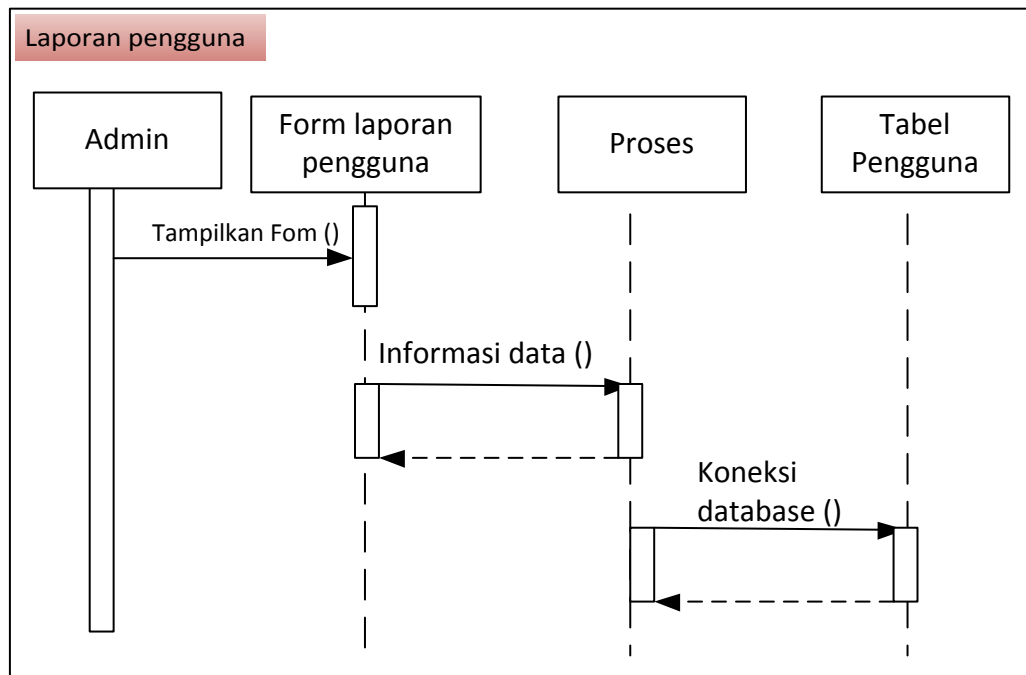 Laporan pengguna
Admin
Form laporan
pengguna
Proses
Tabel
Pengguna
Tampilkan Fom ()
Informasi data ()
Koneksi
database ()